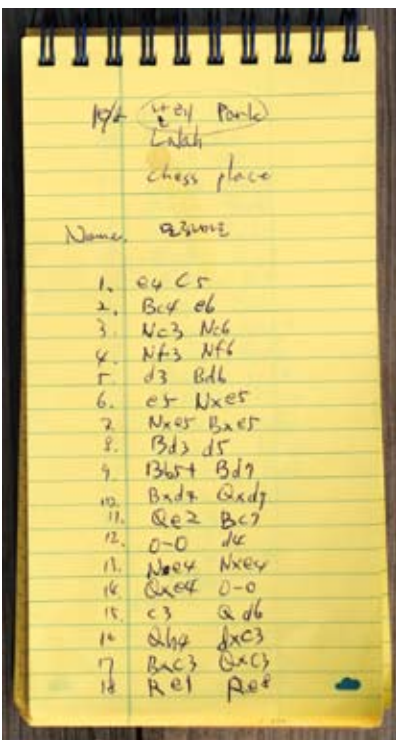 Park
chess place
Name.
1. e4 c5
2. Bc4 e6
3. Nc3 Nc6
4. Nf3 Nf6
5. d3 Bd6
6. e5 Nxe5
7. Nxe5 Bxe5
8. Bd3 d5
9. Bb5+ Bd7
10. Bxd7 Qxd7
11. Qe2 Bc7
12. 0-0 d4
13. Ne4 Nxe4
14 Qxe4 0-0
15 c3 Qd6
16 Qh4 dxc3
17 Bxc3 Qxc3
18 Re1 Re8